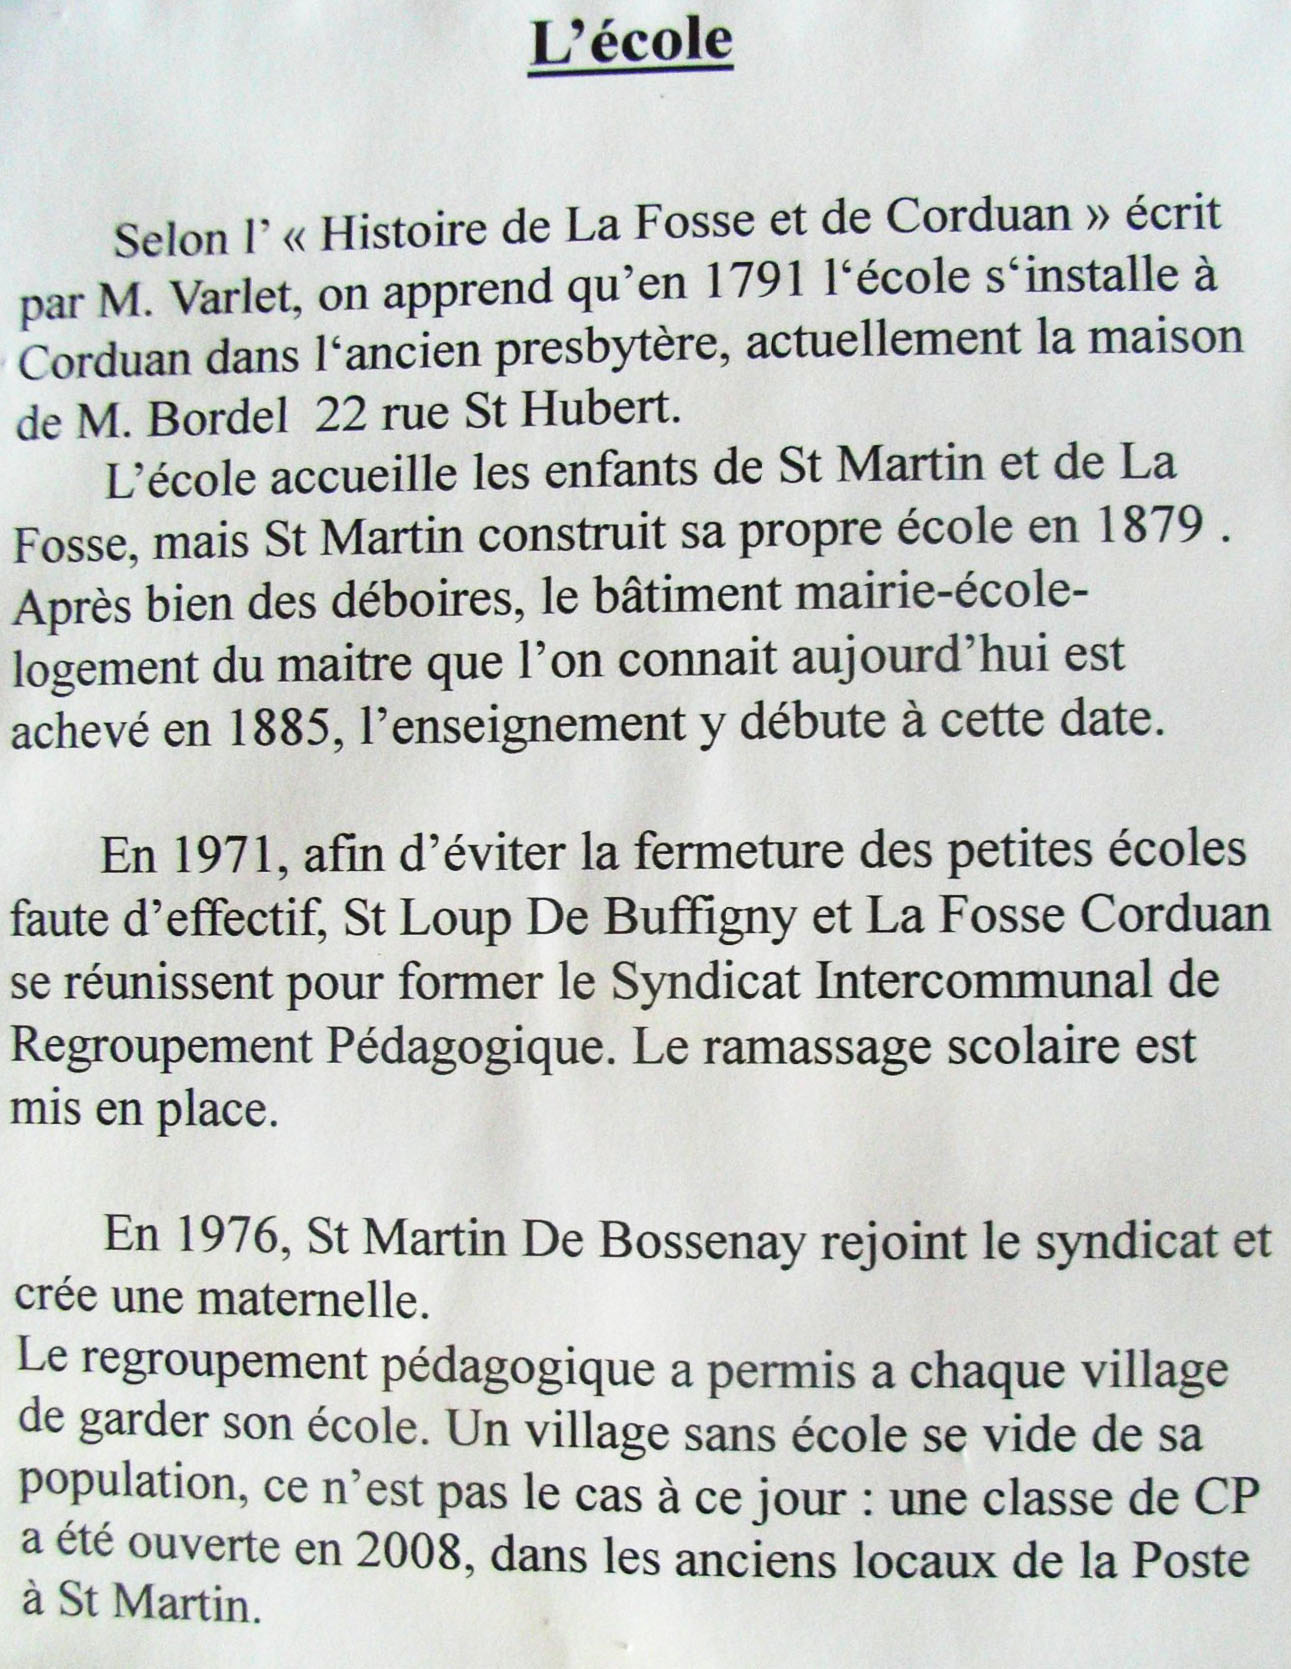 L'école
Selon l' « Histoire de La Fosse et de Corduan » écrit
par M. Varlet, on apprend qu'en 1791 l‘école s‘installe à
Corduan dans l‘ancien presbytère, actuellement la maison
de M. Bordel  22 rue St Hubert.
L'école accueille les enfants de St Martin et de La
Fosse, mais St Martin construit sa propre école en 1879 .
Après bien des déboires, le bâtiment mairie-école-
logement du maitre que l'on connait aujourd'hui est
achevé en 1885, l'enseignement y débute à cette date.
En 1971, afin d'éviter la fermeture des petites écoles
faute d'effectif, St Loup De Buffigny et La Fosse Corduan
se réunissent pour former le Syndicat Intercommunal de
Regroupement Pédagogique. Le ramassage scolaire est
mis en place.
En 1976, St Martin De Bossenay rejoint le syndicat et
crée une maternelle.
Le regroupement pédagogique a permis a chaque village
de garder son école. Un village sans école se vide de sa
population, ce n'est pas le cas à ce jour : une classe de CP
a été ouverte en 2008, dans les anciens locaux de la Poste
à St Martin.